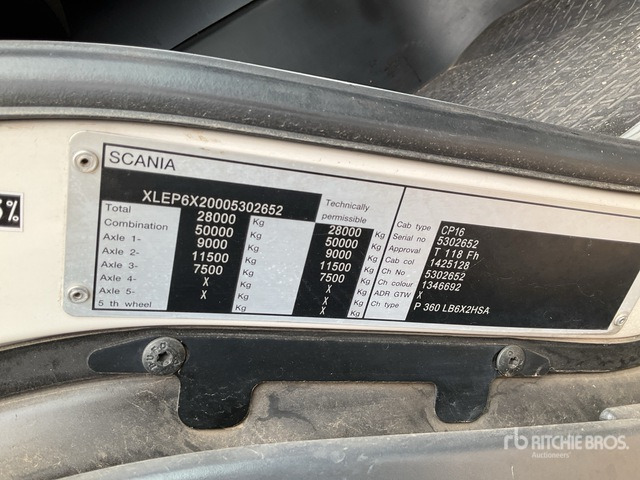 SCANIA
XLEP6X20005302652
Technically
permissible
Total 28000 Kg 28000 Kg
Combination 50000 Kg 50000 Kg
Axle 1- 9000 Kg 9000 Kg
Axle 2- 11500 Kg 11500 Kg
Axle 3- 7500 Kg 7500 Kg
Axle 4- X Kg X Kg
Axle 5- X Kg X Kg
5 th wheel X Kg X Kg
Cab type CP16
Serial no 5302652
Approval T 118 Fh
Cab col 1425128
Ch No 5302652
Ch colour 1346692
ADR GTW X
Ch type P 360 LB6X2HSA
%
rb RITCHIE BROS.
Auctioneers